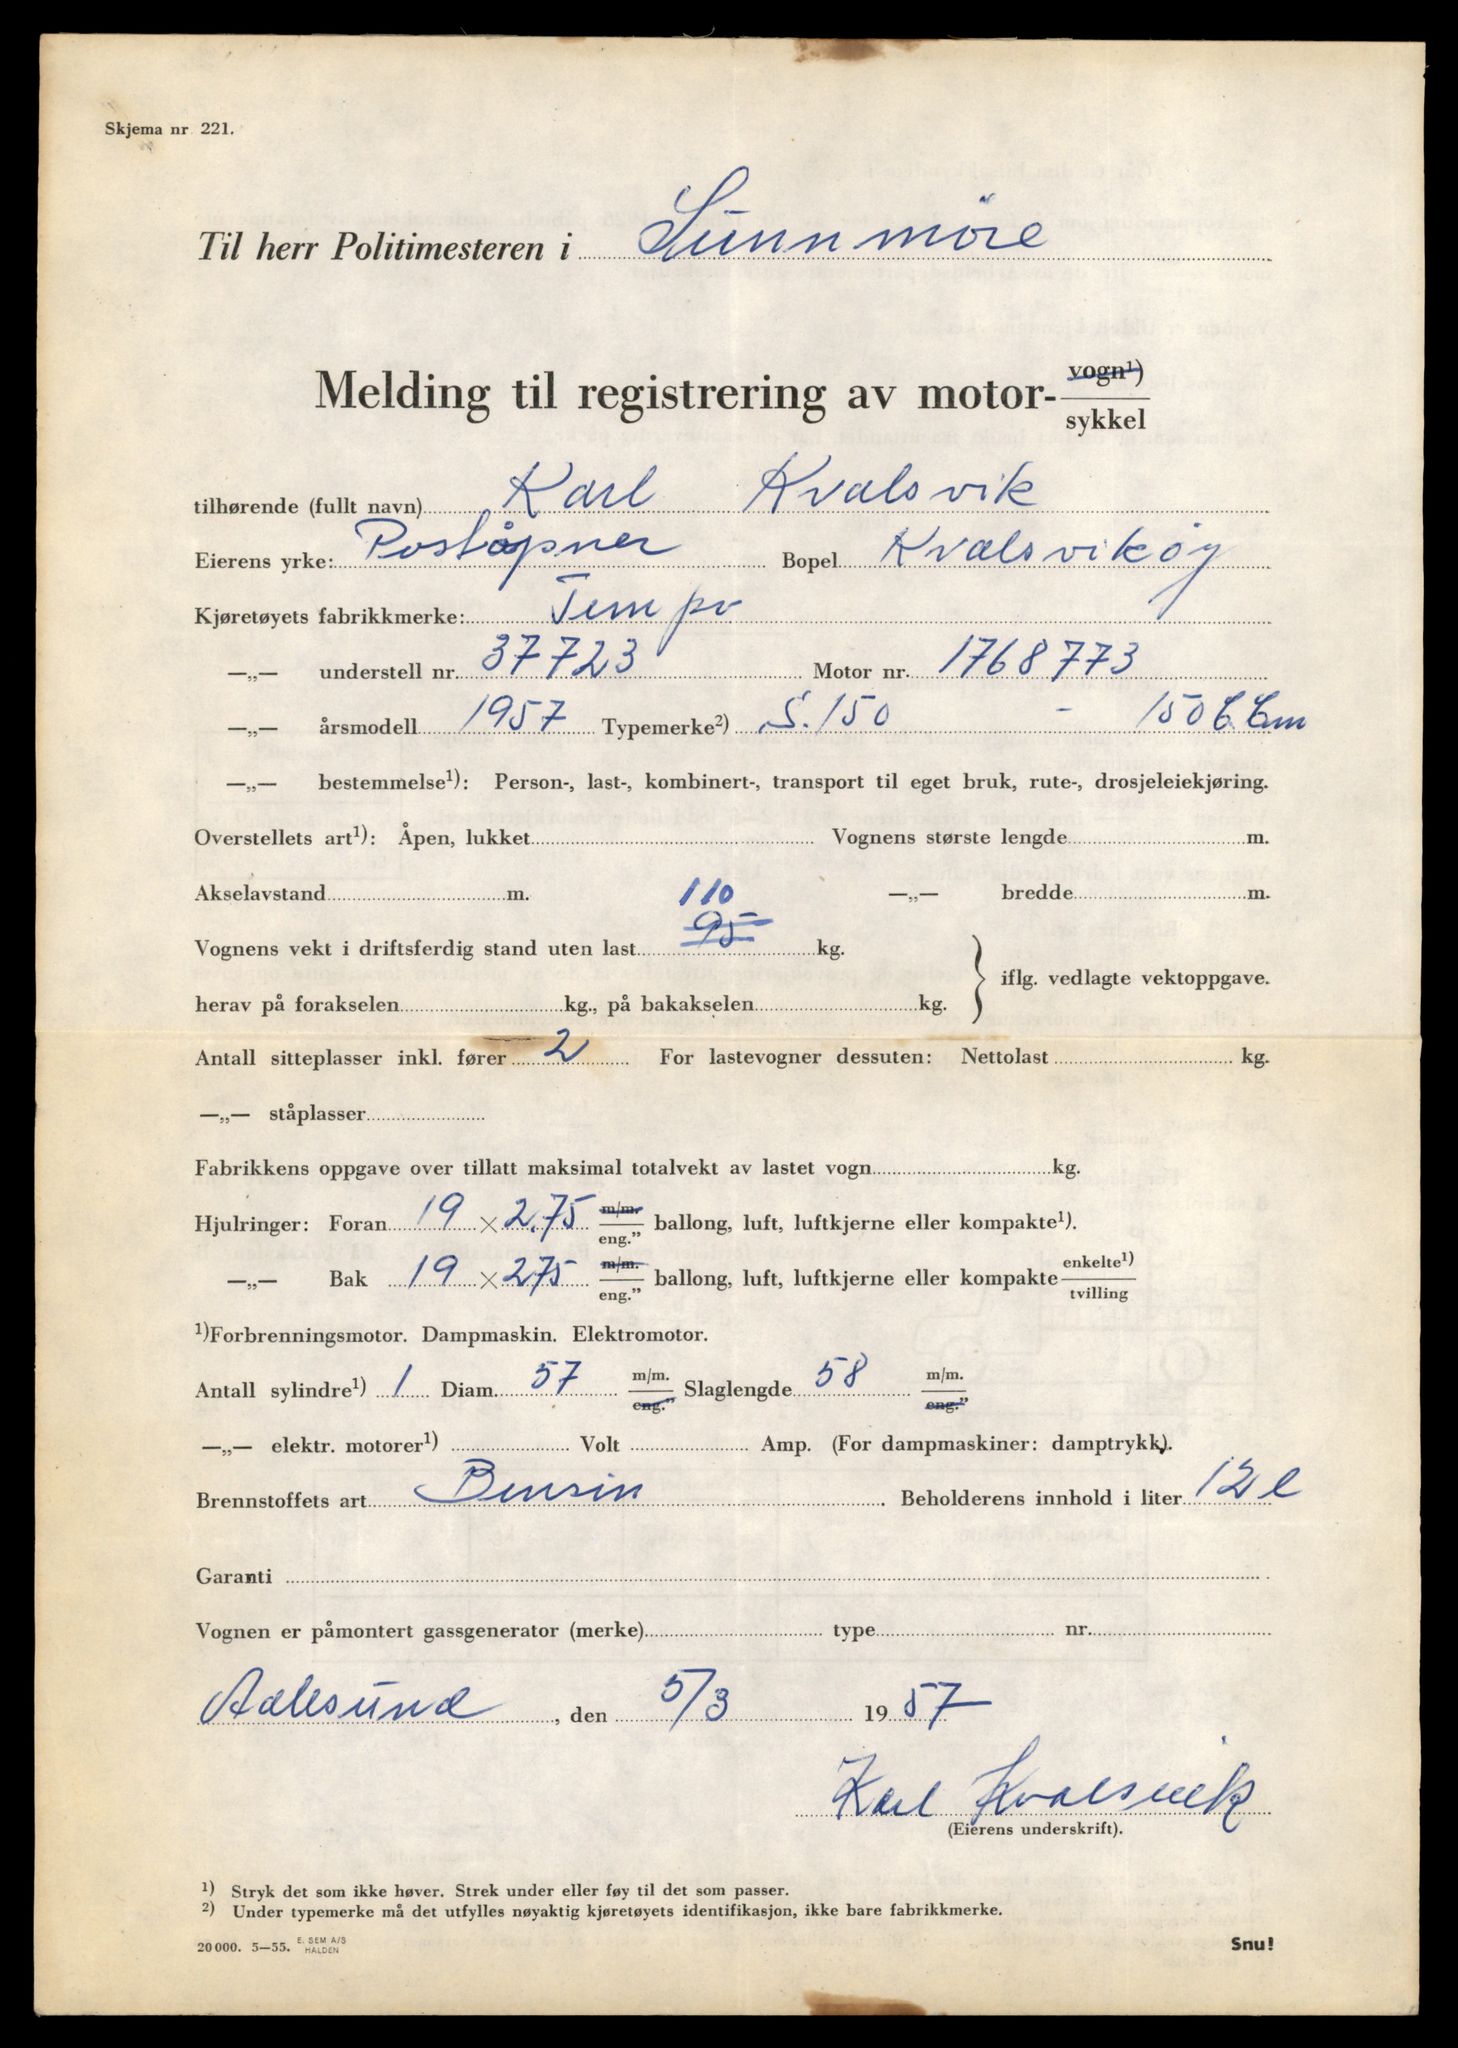 Skjema nr 221.
Til herr Politimesteren i Sunnmöre
Melding til registrering av motor- vogn¹) sykkel
tilhørende (fullt navn) Karl Kvalsvik
Eierens yrke: Poståpner Bopel Kvalsvikøy
Kjøretøyets fabrikkmerke: Tempo
—„— understell nr. 37723 Motor nr. 1768773
—„— årsmodell 1957 Typemerke²) S. 150 - 150 C Cm
—„— bestemmelse¹): Person-, last-, kombinert-, transport til eget bruk, rute-, drosjeleiekjøring.
Overstellets art¹): Åpen, lukket Vognens største lengde m.
Akselavstand m. 110 —„— bredde m.
Vognens vekt i driftsferdig stand uten last 95 kg.
iflg. vedlagte vektoppgave.
herav på forakselen kg., på bakakselen kg.
Antall sitteplasser inkl. fører 2 For lastevogner dessuten: Nettolast kg.
—„— ståplasser
Fabrikkens oppgave over tillatt maksimal totalvekt av lastet vogn kg.
Hjulringer: Foran 19 × 2.75 m/m. eng." ballong, luft, luftkjerne eller kompakte¹).
—„— Bak 19 × 275 m/m. eng." ballong, luft, luftkjerne eller kompakte enkelte¹) tvilling
¹)Forbrenningsmotor. Dampmaskin. Elektromotor.
Antall sylindre¹) 1 Diam. 57 m/m. eng." Slaglengde 58 m/m. eng."
—„— elektr. motorer¹) Volt Amp. (For dampmaskiner: damptrykk).
Brennstoffets art Bensin Beholderens innhold i liter 12 l
Garanti
Vognen er påmontert gassgenerator (merke) type nr.
Aalesund, den 5/3 1957
Karl Kvalsvik
(Eierens underskrift).
¹) Stryk det som ikke høver. Strek under eller føy til det som passer.
²) Under typemerke må det utfylles nøyaktig kjøretøyets identifikasjon, ikke bare fabrikkmerke.
20 000. 5—55. E. SEM A/S HALDEN Snu!